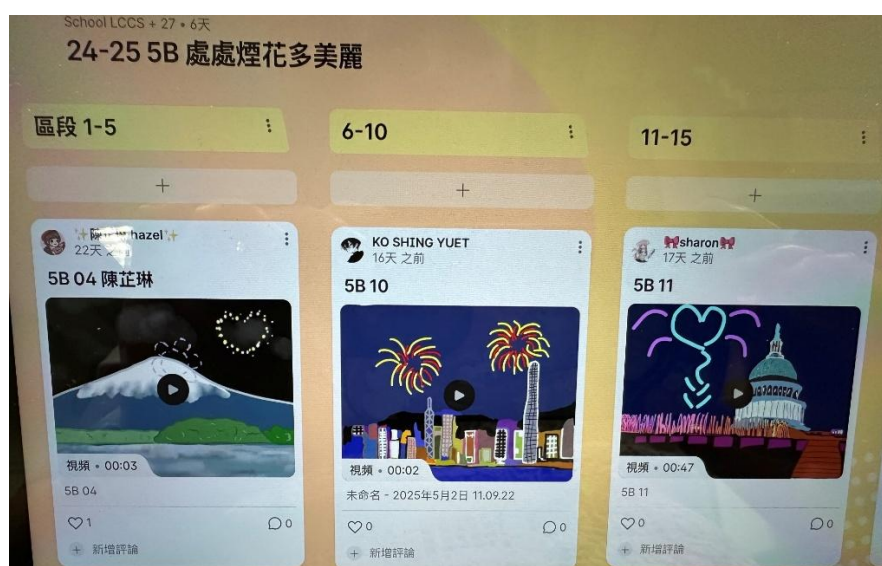 School LCCS + 27 • 6天
24-25 5B 處處煙花多美麗
區段 1-5
6-10
11-15
+
+
+
hazel✨
22天
5B 04 陳芷琳
視頻 • 00:03
5B 04
1
0
+ 新增評論
KO SHING YUET
16天 之前
5B 10
視頻 • 00:02
未命名 - 2025年5月2日 11.09.22
0
0
+ 新增評論
🎀sharon🎀
17天 之前
5B 11
視頻 • 00:47
5B 11
0
0
+ 新增評論